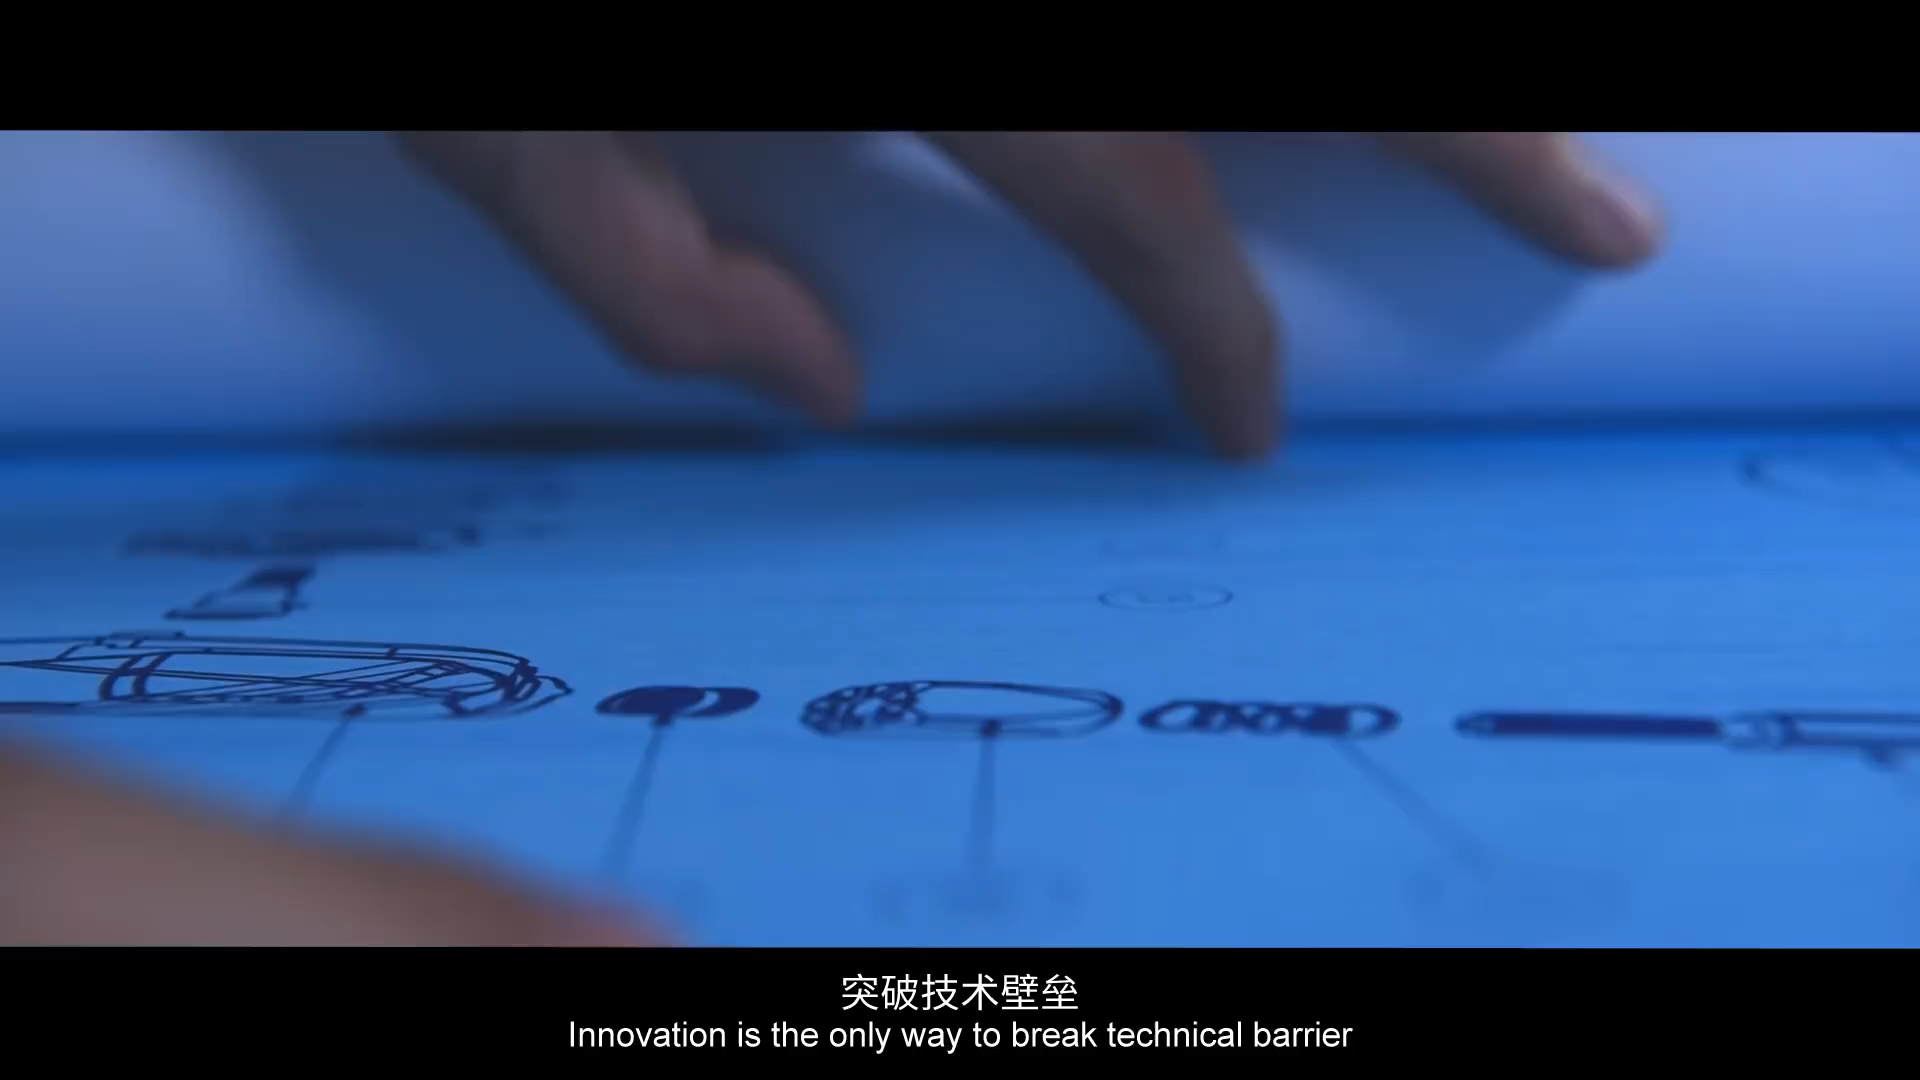 突破技术壁垒
Innovation is the only way to break technical barrier